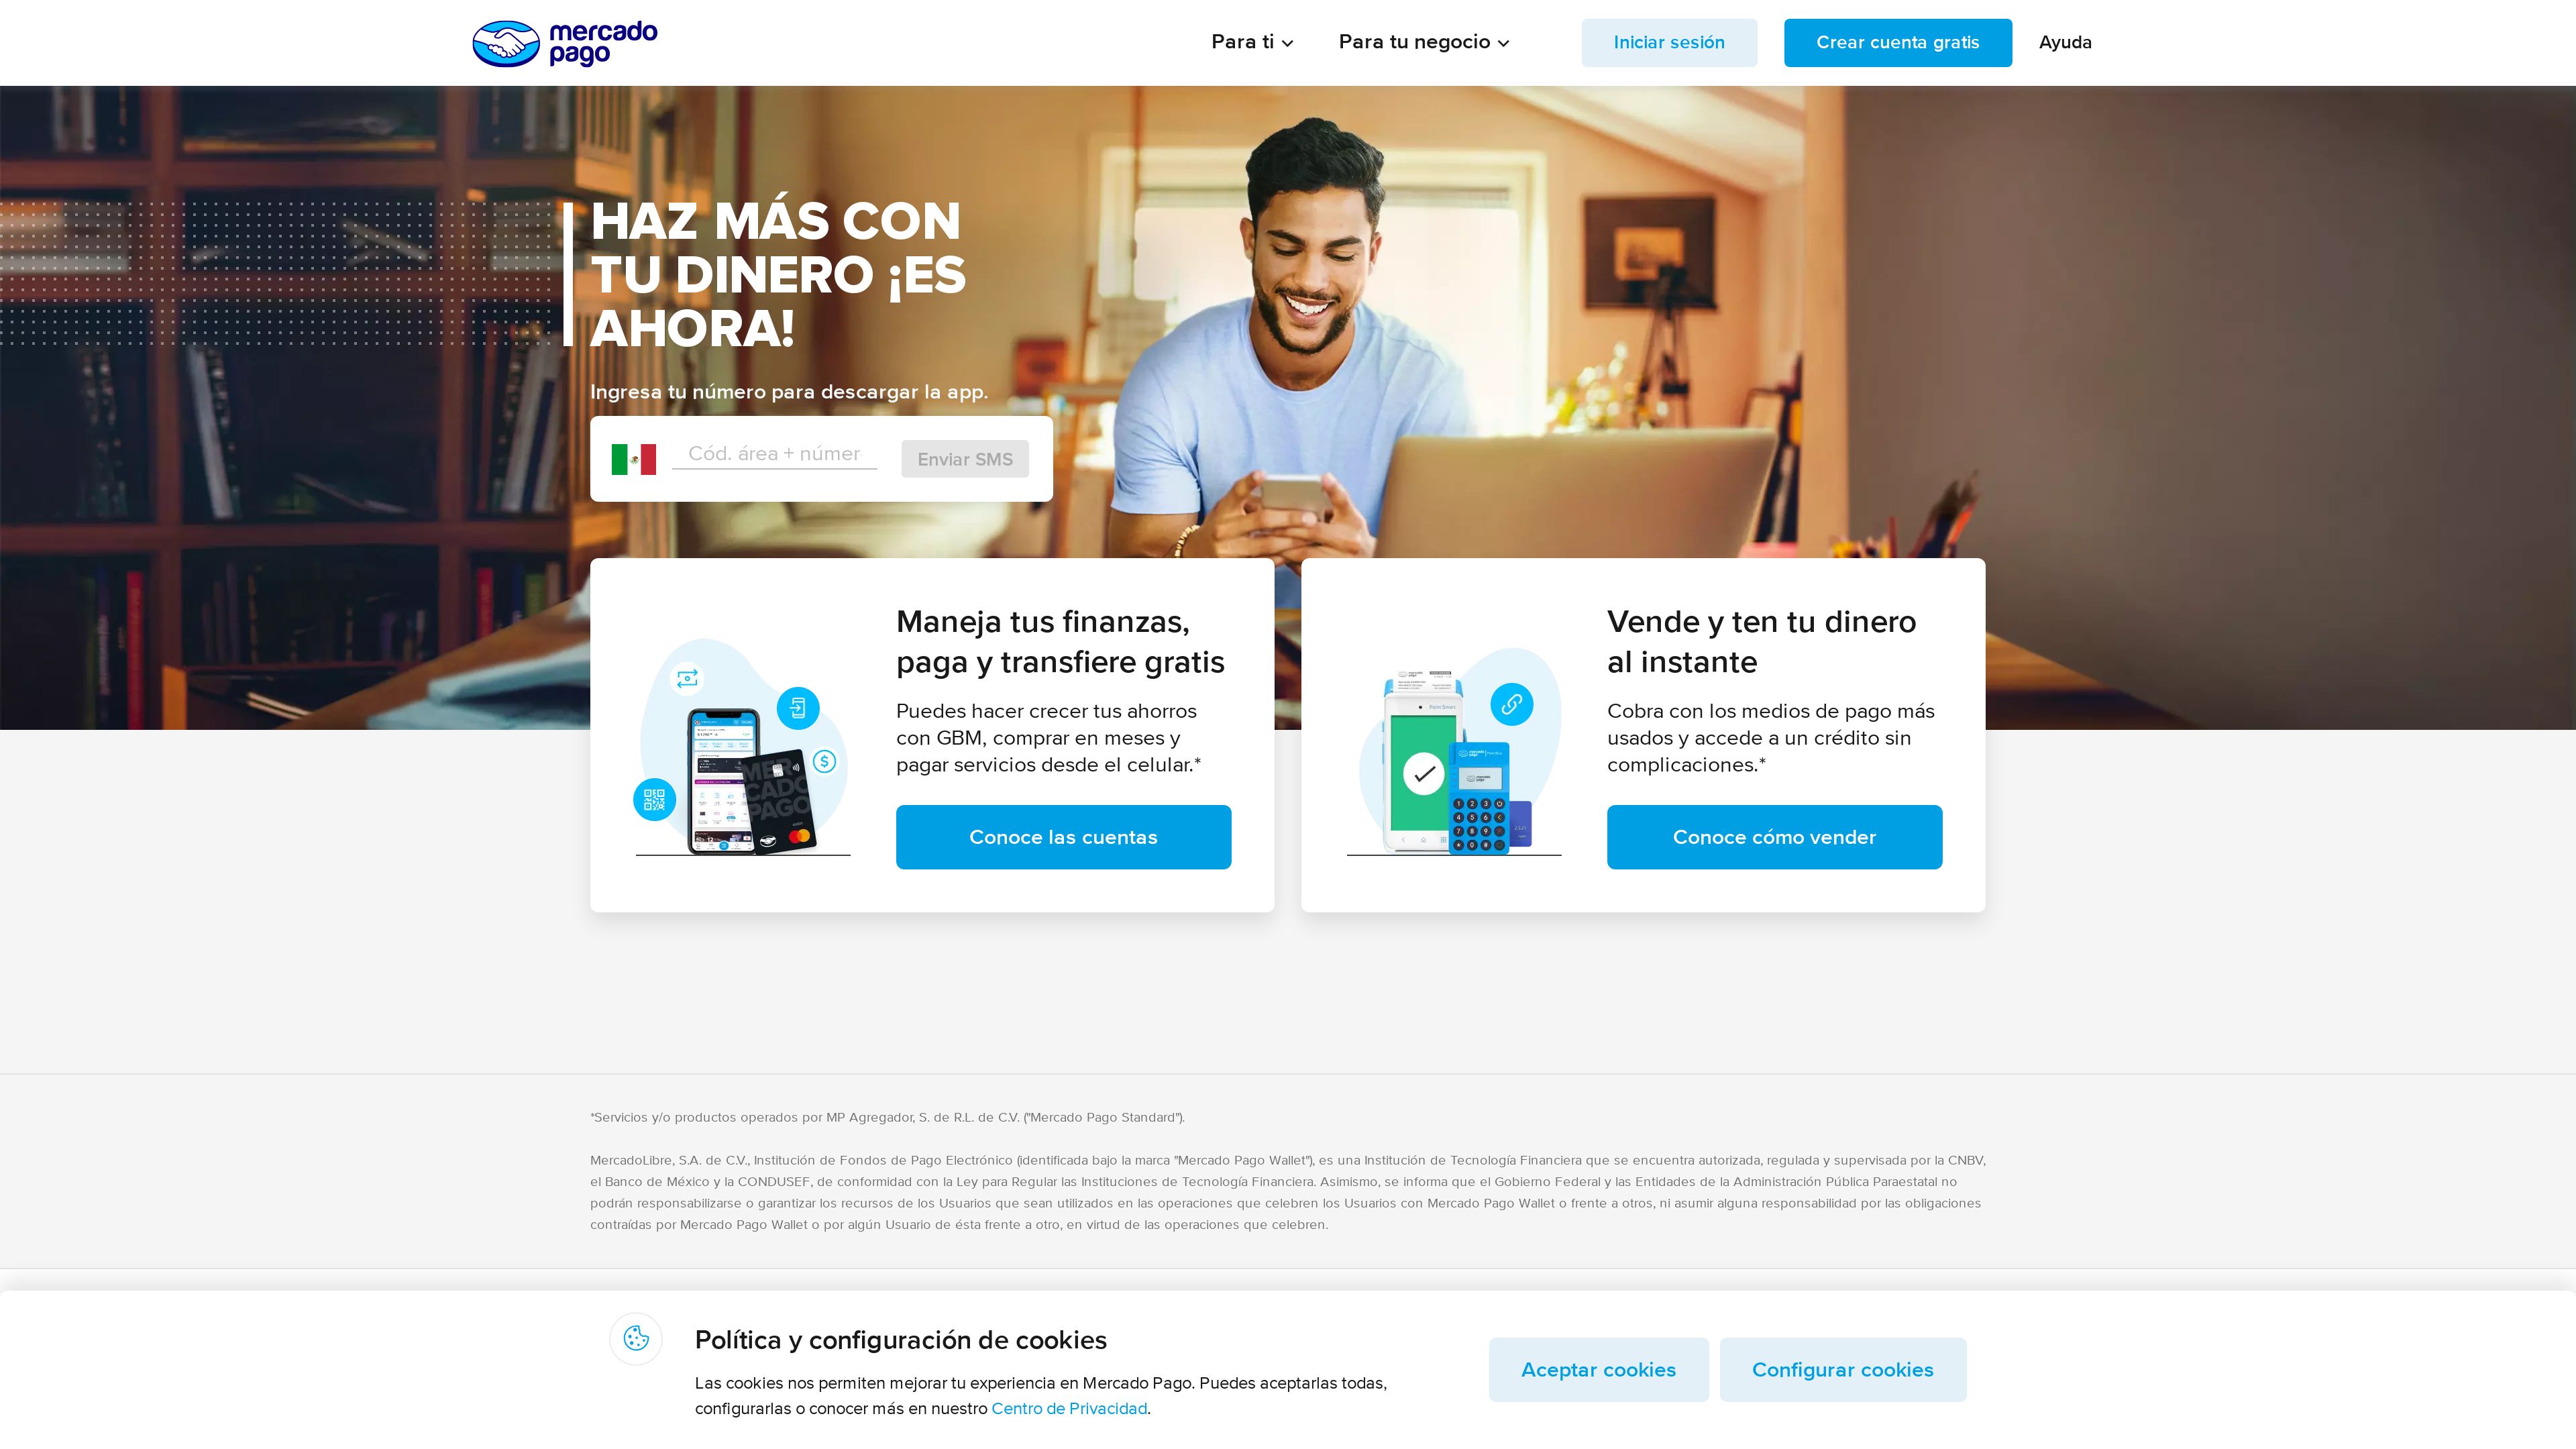 mercado
pago
Para ti
Para tu negocio
Iniciar sesión
Crear cuenta gratis
Ayuda
HAZ MÁS CON
TU DINERO ¡ES
AHORA!
Ingresa tu número para descargar la app.
Cód. área + númer
Enviar SMS
Maneja tus finanzas,
paga y transfiere gratis
Puedes hacer crecer tus ahorros
con GBM, comprar en meses y
pagar servicios desde el celular.*
Conoce las cuentas
MER
CADO
PAGO
Vende y ten tu dinero
al instante
Cobra con los medios de pago más
usados y accede a un crédito sin
complicaciones.*
Conoce cómo vender
Point Smart
*Servicios y/o productos operados por MP Agregador, S. de R.L. de C.V. ("Mercado Pago Standard").
MercadoLibre, S.A. de C.V., Institución de Fondos de Pago Electrónico (identificada bajo la marca "Mercado Pago Wallet"), es una Institución de Tecnología Financiera que se encuentra autorizada, regulada y supervisada por la CNBV,
el Banco de México y la CONDUSEF, de conformidad con la Ley para Regular las Instituciones de Tecnología Financiera. Asimismo, se informa que el Gobierno Federal y las Entidades de la Administración Pública Paraestatal no
podrán responsabilizarse o garantizar los recursos de los Usuarios que sean utilizados en las operaciones que celebren los Usuarios con Mercado Pago Wallet o frente a otros, ni asumir alguna responsabilidad por las obligaciones
contraídas por Mercado Pago Wallet o por algún Usuario de ésta frente a otro, en virtud de las operaciones que celebren.
Política y configuración de cookies
Las cookies nos permiten mejorar tu experiencia en Mercado Pago. Puedes aceptarlas todas,
configurarlas o conocer más en nuestro Centro de Privacidad.
Aceptar cookies
Configurar cookies